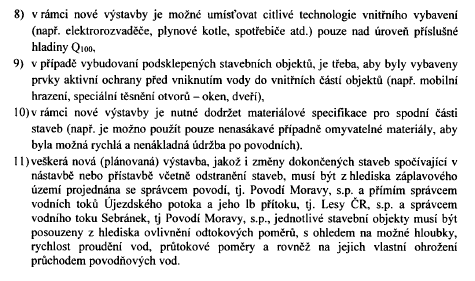 8) v rámci nové výstavby je možné umísťovat citlivé technologie vnitřního vybavení
(např. elektrorozvaděče, plynové kotle, spotřebiče atd.) pouze nad úroveň příslušné
hladiny Q100,
9) v případě vybudovaní podsklepených stavebních objektů, je třeba, aby byly vybaveny
prvky aktivní ochrany před vniknutím vody do vnitřních částí objektů (např. mobilní
hrazení, speciální těsnění otvorů – oken, dveří),
10) v rámci nové výstavby je nutné dodržet materiálové specifikace pro spodní části
staveb (např. je možno použít pouze nenasákavé případně omyvatelné materiály, aby
byla možná rychlá a nenákladná údržba po povodních).
11) veškerá nová (plánovaná) výstavba, jakož i změny dokončených staveb spočívající v
nástavbě nebo přístavbě včetně odstranění staveb, musí být z hlediska záplavového
území projednána se správcem povodí, tj. Povodí Moravy, s.p. a přímím správcem
vodních toků Újezdského potoka a jeho lb přítoku, tj. Lesy ČR, s.p. a správcem
vodního toku Sebránek, tj Povodí Moravy, s.p., jednotlivé stavební objekty musí být
posouzeny z hlediska ovlivnění odtokových poměrů, s ohledem na možné hloubky,
rychlost proudění vod, průtokové poměry a rovněž na jejich vlastní ohrožení
průchodem povodňových vod.